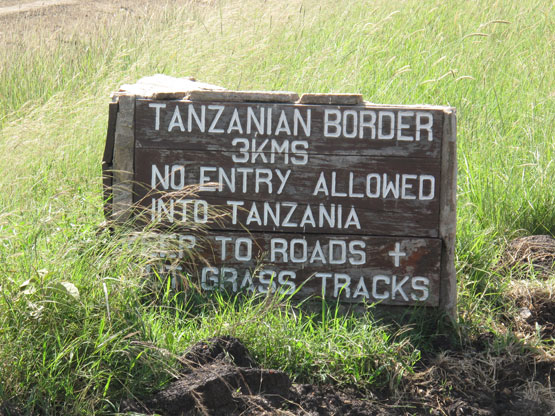 TANZANIAN BORDER
3KMS
NO ENTRY ALLOWED
INTO TANZANIA
TO ROADS +
GRASS TRACKS